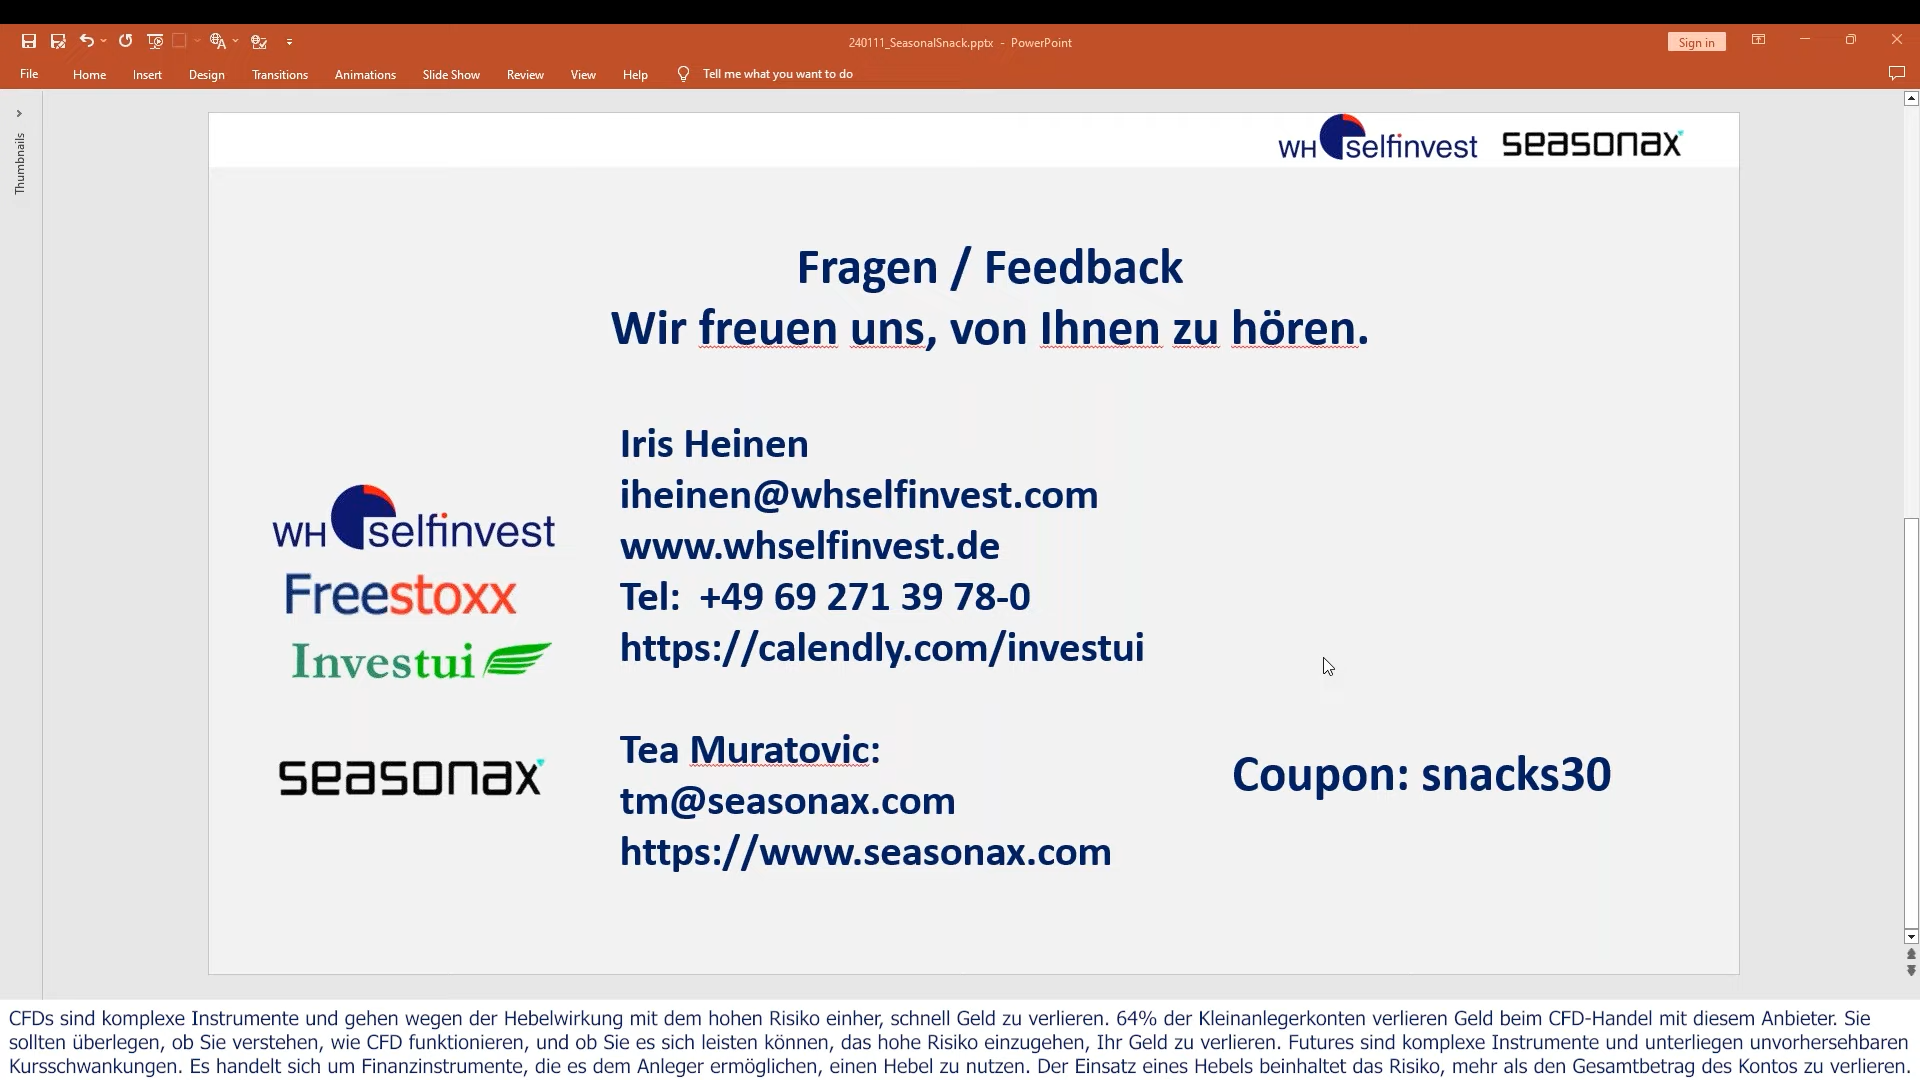 240111_SeasonalSnack.pptx - PowerPoint
Sign in
File Home Insert Design Transitions Animations Slide Show Review View Help Tell me what you want to do
Thumbnails
WH selfinvest seasonax
Fragen / Feedback
Wir freuen uns, von Ihnen zu hören.
Iris Heinen
iheinen@whselfinvest.com
www.whselfinvest.de
Tel: +49 69 271 39 78-0
https://calendly.com/investui
WH selfinvest
Freestoxx
Investui
Tea Muratovic:
tm@seasonax.com
https://www.seasonax.com
seasonax
Coupon: snacks30
CFDs sind komplexe Instrumente und gehen wegen der Hebelwirkung mit dem hohen Risiko einher, schnell Geld zu verlieren. 64% der Kleinanlegerkonten verlieren Geld beim CFD-Handel mit diesem Anbieter. Sie
sollten überlegen, ob Sie verstehen, wie CFD funktionieren, und ob Sie es sich leisten können, das hohe Risiko einzugehen, Ihr Geld zu verlieren. Futures sind komplexe Instrumente und unterliegen unvorhersehbaren
Kursschwankungen. Es handelt sich um Finanzinstrumente, die es dem Anleger ermöglichen, einen Hebel zu nutzen. Der Einsatz eines Hebels beinhaltet das Risiko, mehr als den Gesamtbetrag des Kontos zu verlieren.